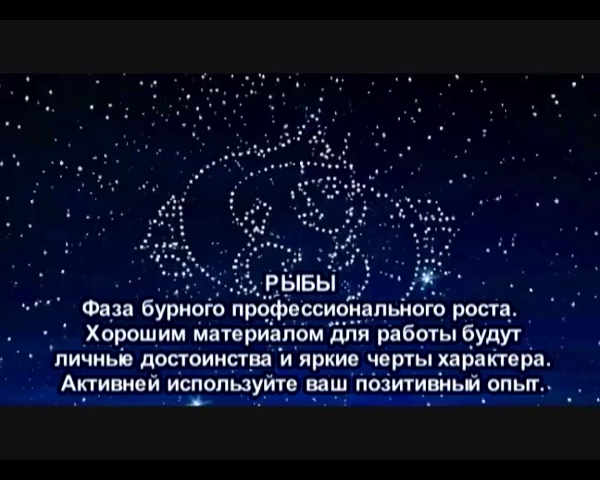 РЫБЫ
Фаза бурного профессионального роста.
Хорошим материалом для работы будут
личные достоинства и яркие черты характера.
Активней используйте ваш позитивный опыт.